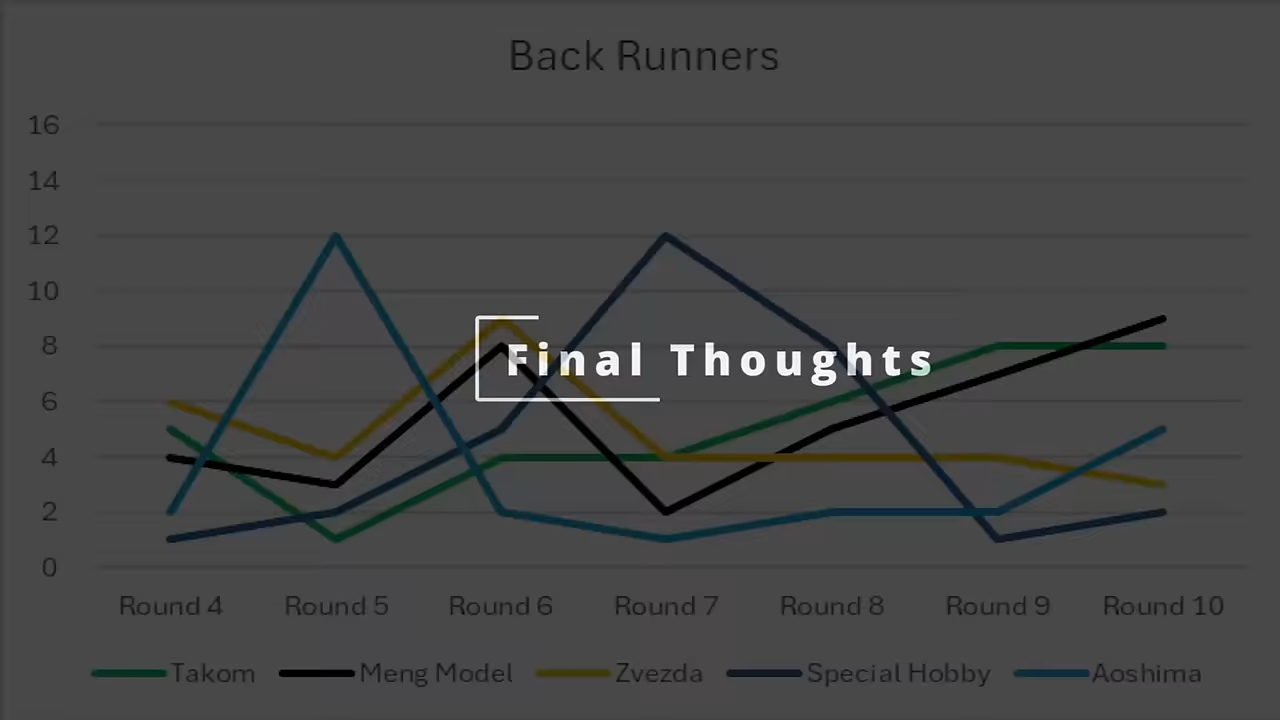 Back Runners
16
14
12
10
8
6
4
2
0
Final Thoughts
Round 4 Round 5 Round 6 Round 7 Round 8 Round 9 Round 10
Takom Meng Model Zvezda Special Hobby Aoshima